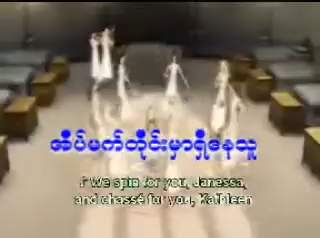 အိပ်မက်တိုင်းမှာရှိနေသူ
♪ We spin for you, Janessa,
and chassé for you, Kathleen